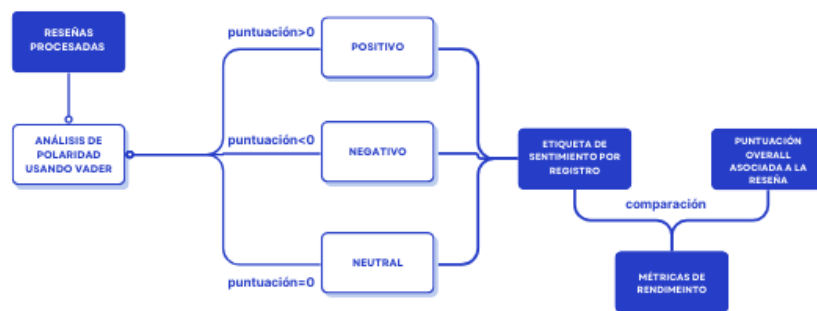 RESEÑAS
PROCESADAS
ANÁLISIS DE
POLARIDAD
USANDO VADER
puntuación>0
POSITIVO
puntuación<0
NEGATIVO
puntuación=0
NEUTRAL
ETIQUETA DE
SENTIMIENTO POR
REGISTRO
PUNTUACIÓN
OVERALL
ASOCIADA A LA
RESEÑA
comparación
MÉTRICAS DE
RENDIMEINTO